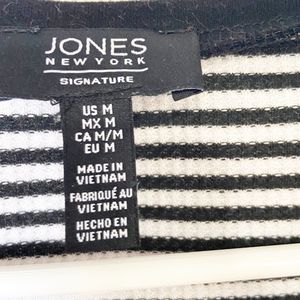 JONES
NEW YORK
SIGNATURE
US M
MX M
CA M/M
EU M
MADE IN
VIETNAM
FABRIQUÉ AU
VIETNAM
HECHO EN
VIETNAM